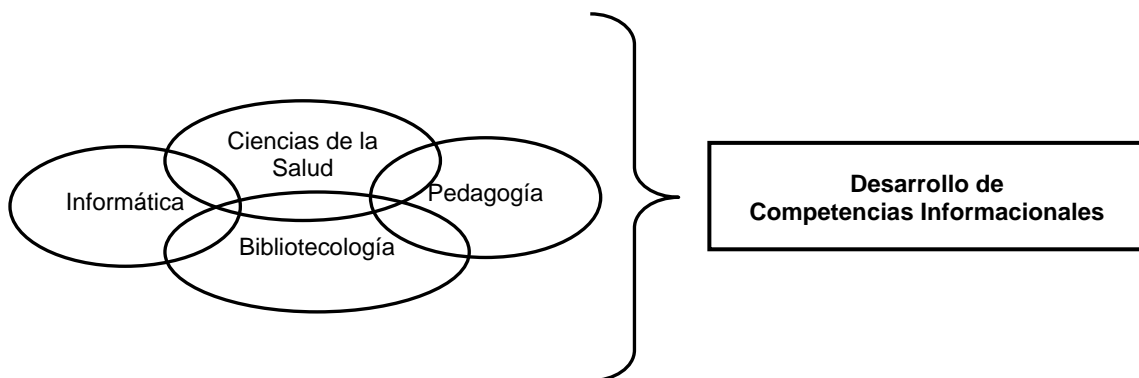 Ciencias de la
Salud
Informática
Pedagogía
Bibliotecología
Desarrollo de
Competencias Informacionales